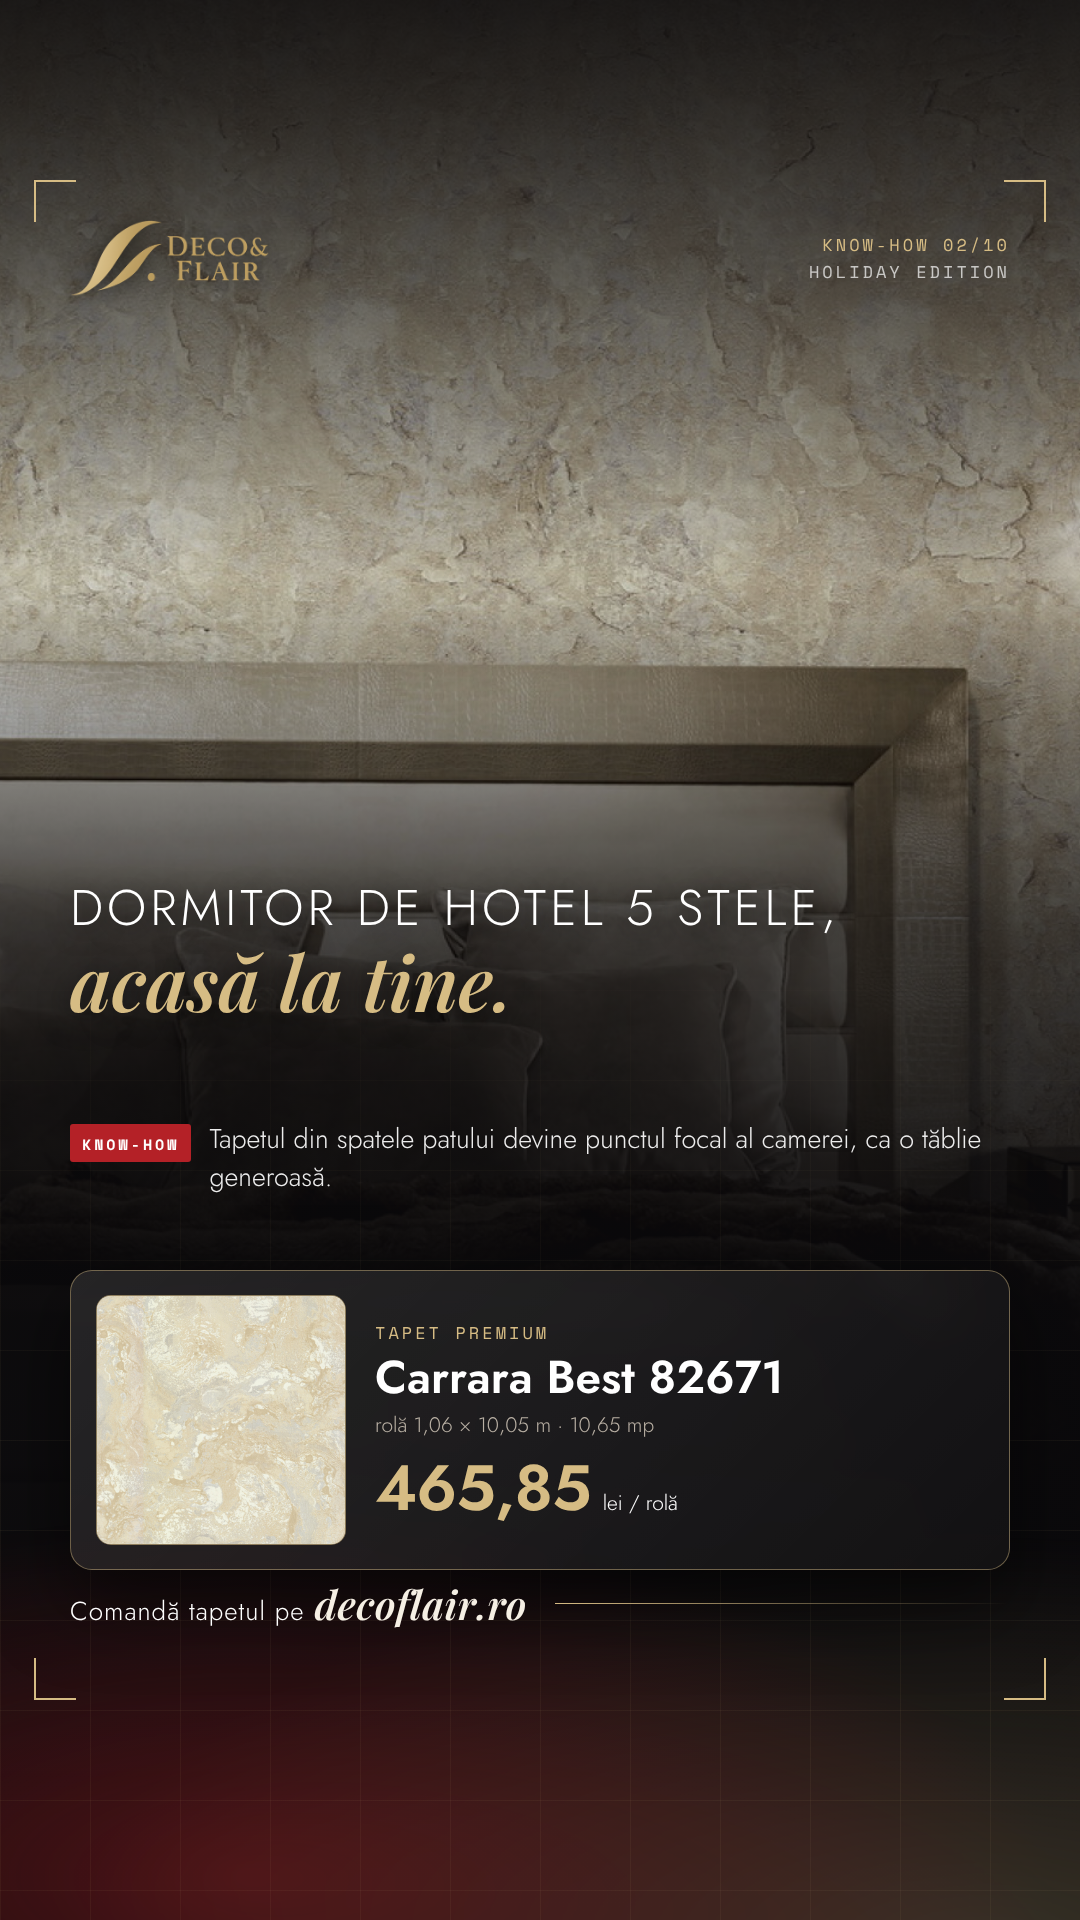 DECO&
FLAIR
KNOW-HOW 02/10
HOLIDAY EDITION
DORMITOR DE HOTEL 5 STELE,
acasă la tine.
KNOW-HOW
Tapetul din spatele patului devine punctul focal al camerei, ca o tăblie
generoasă.
TAPET PREMIUM
Carrara Best 82671
rolă 1,06 × 10,05 m · 10,65 mp
465,85 lei / rolă
Comandă tapetul pe decoflair.ro